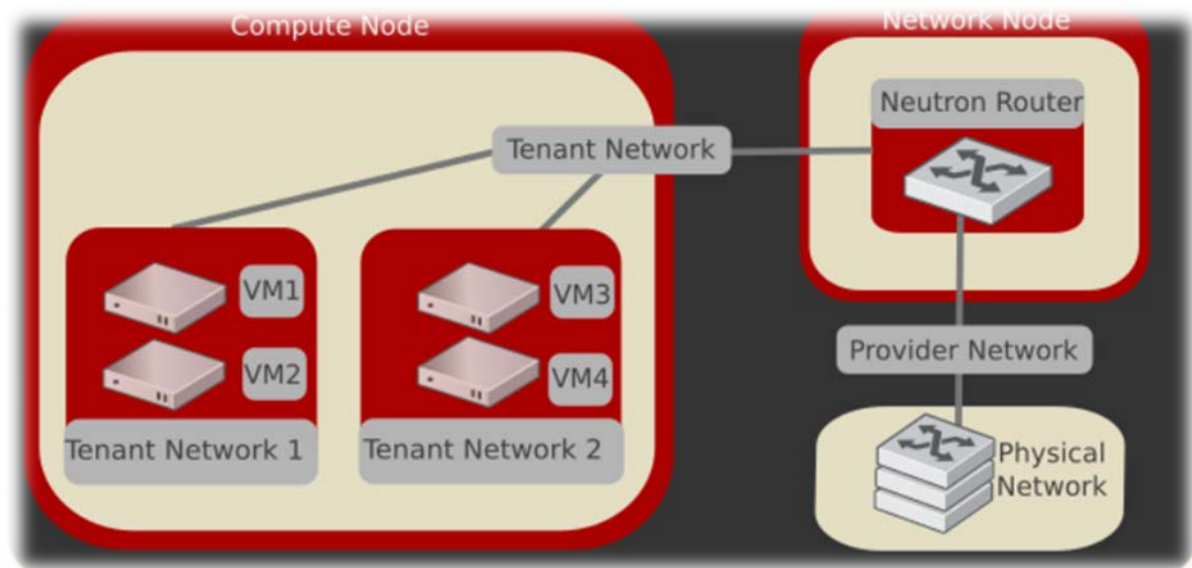 Compute Node
Network Node
Neutron Router
Tenant Network
VM1
VM3
VM2
VM4
Provider Network
Tenant Network 1
Tenant Network 2
Physical
Network